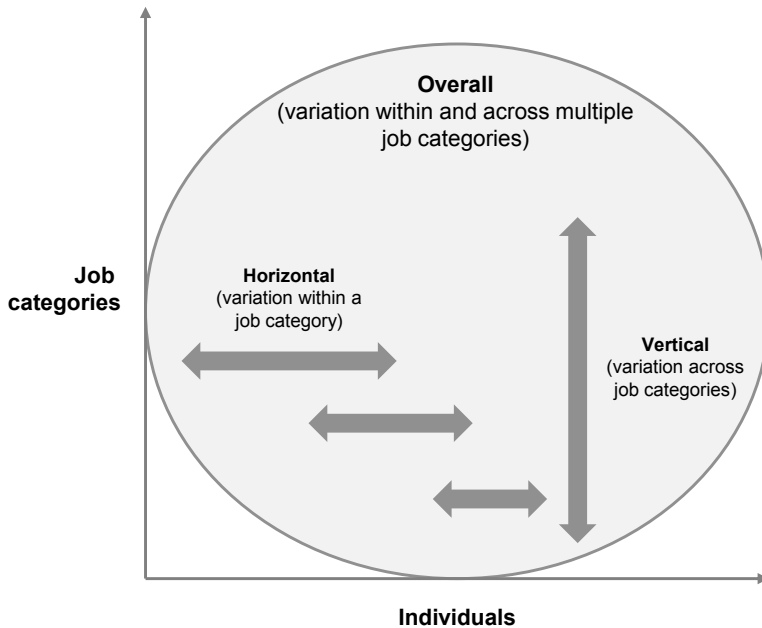 Overall
(variation within and across multiple
job categories)
Job
categories
Horizontal
(variation within a
job category)
Vertical
(variation across
job categories)
Individuals